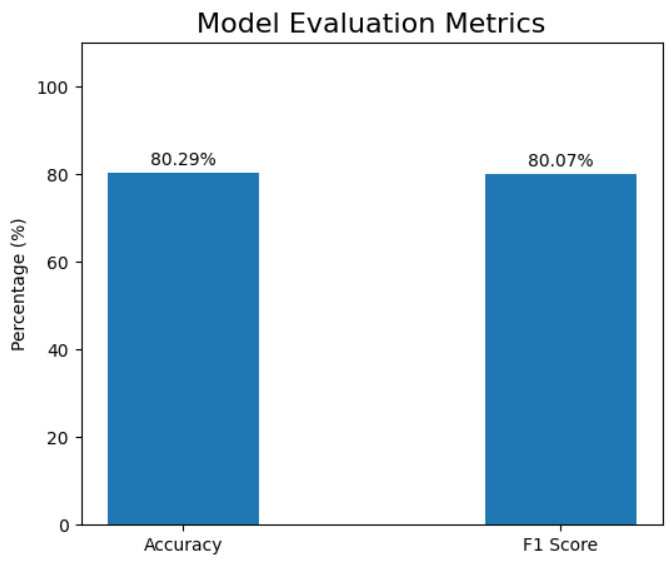 Model Evaluation Metrics
Percentage (%)
100
80
60
40
20
0
80.29%
80.07%
Accuracy
F1 Score